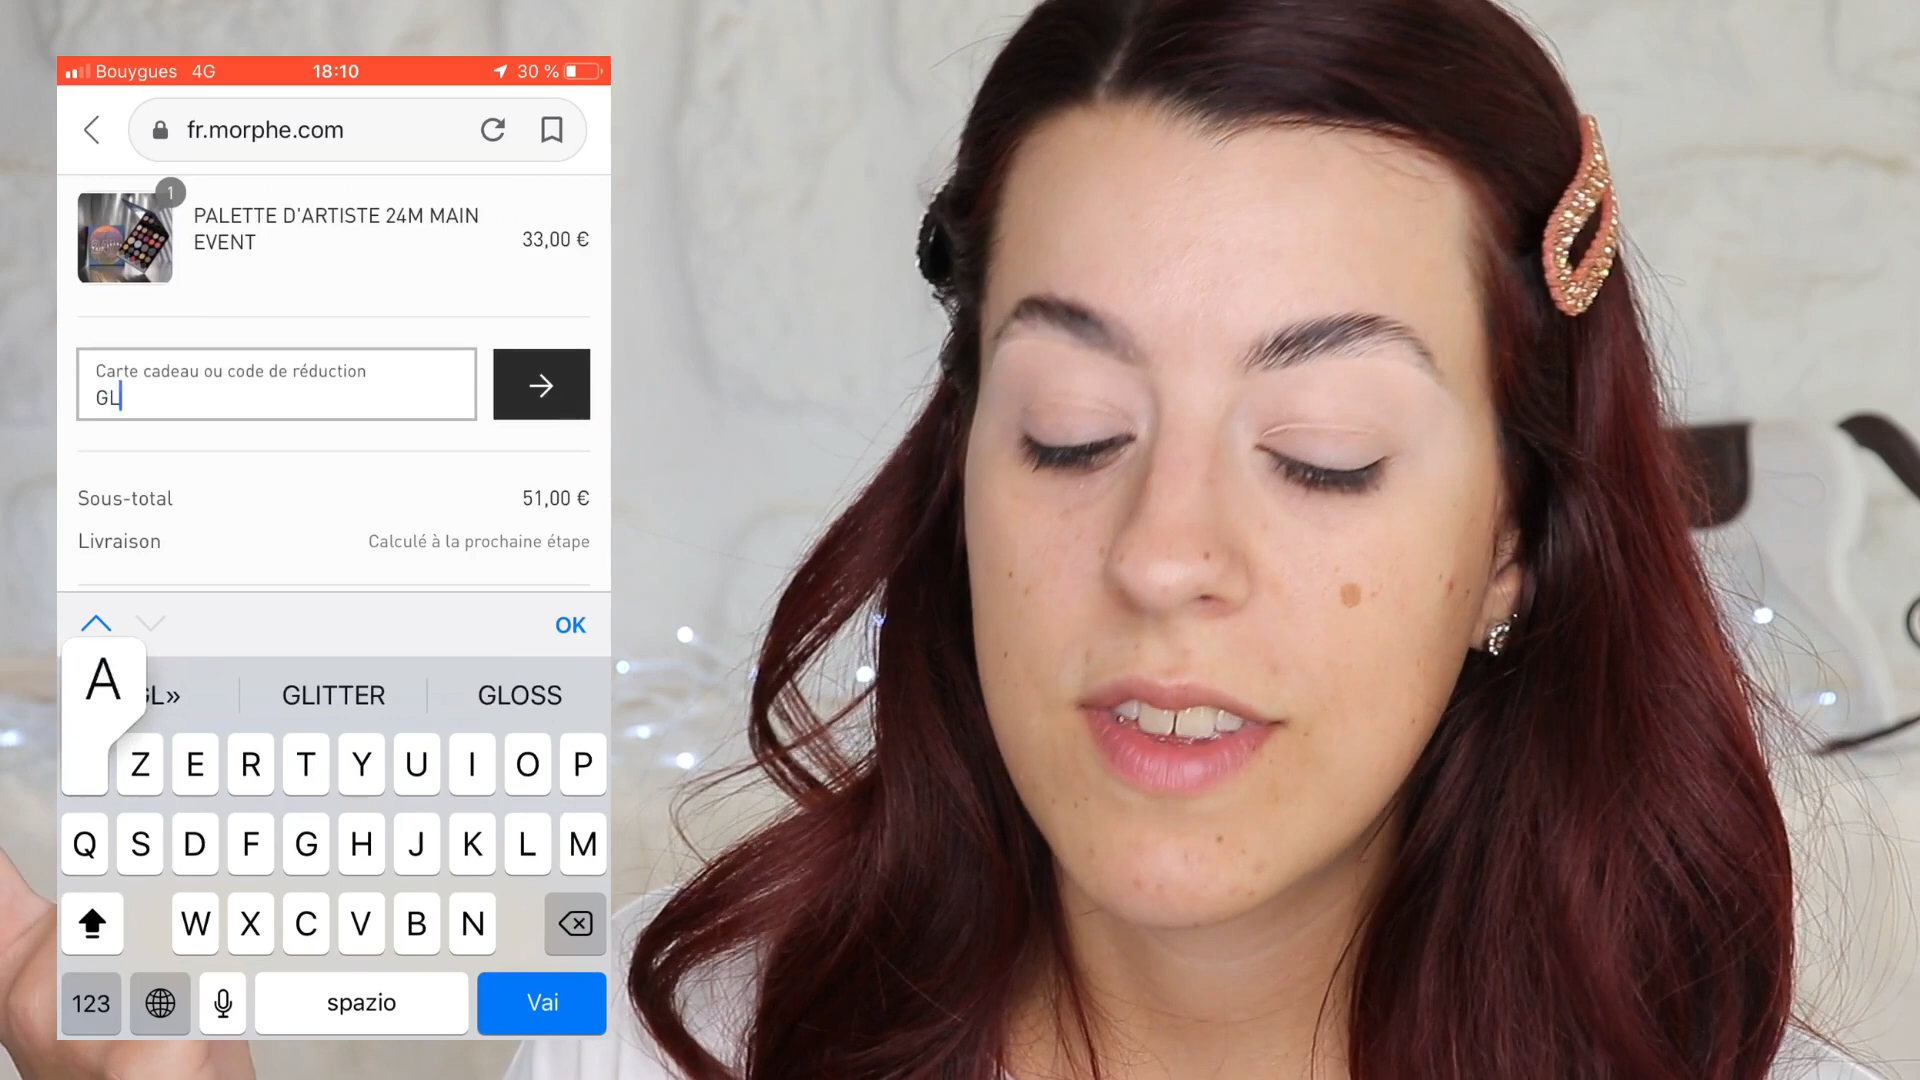 Bouygues 4G 18:10 30 %
fr.morphe.com
1
PALETTE D'ARTISTE 24M MAIN
EVENT
33,00 €
Carte cadeau ou code de réduction
GL
Sous-total 51,00 €
Livraison Calculé à la prochaine étape
OK
A
GL» GLITTER GLOSS
Z E R T Y U I O P
Q S D F G H J K L M
W X C V B N
123 spazio Vai